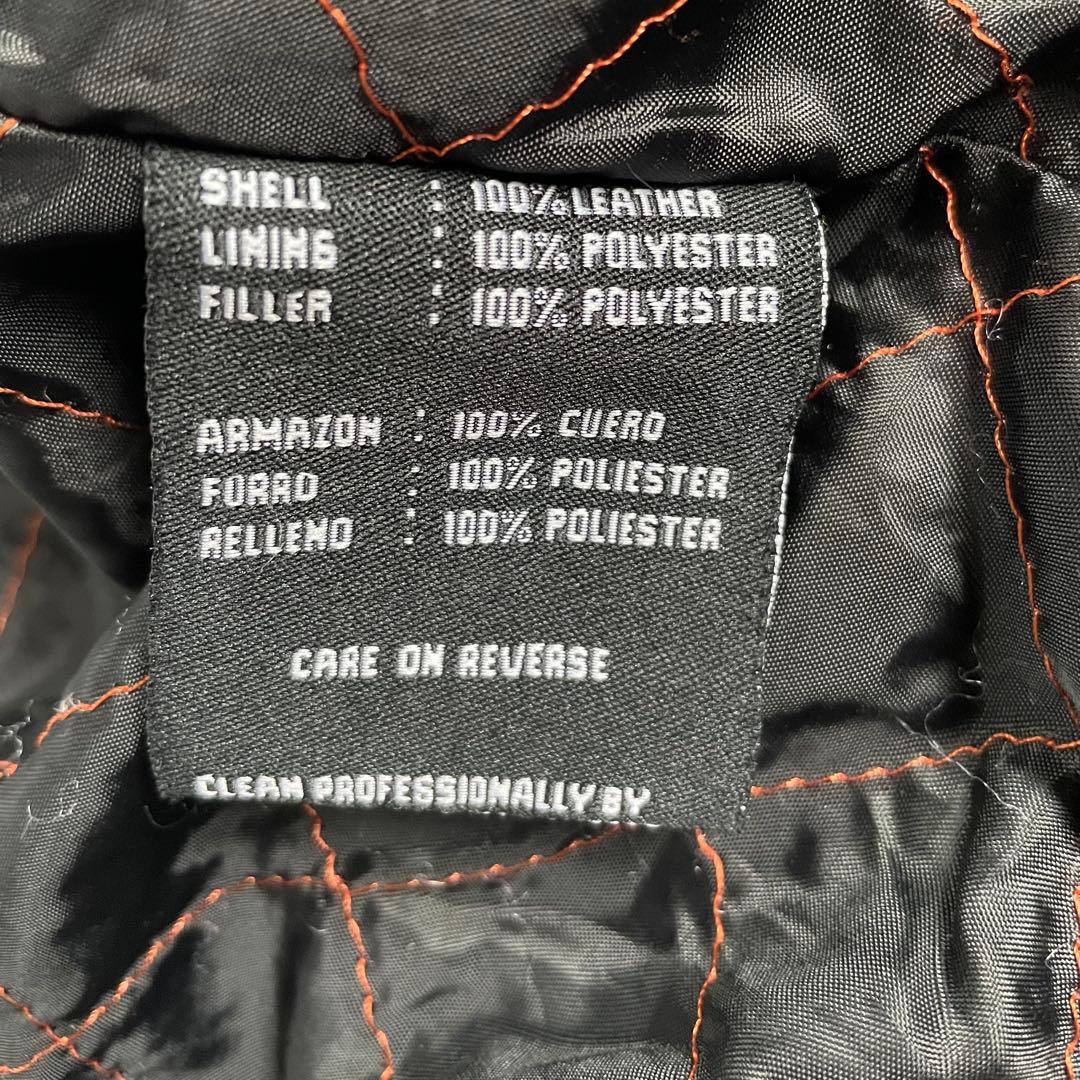 SHELL : 100% LEATHER
LINING : 100% POLYESTER
FILLER : 100% POLYESTER
ARMAZON : 100% CUERO
FORRO : 100% POLIESTER
RELLENO : 100% POLIESTER
CARE ON REVERSE
CLEAN PROFESSIONALLY BY